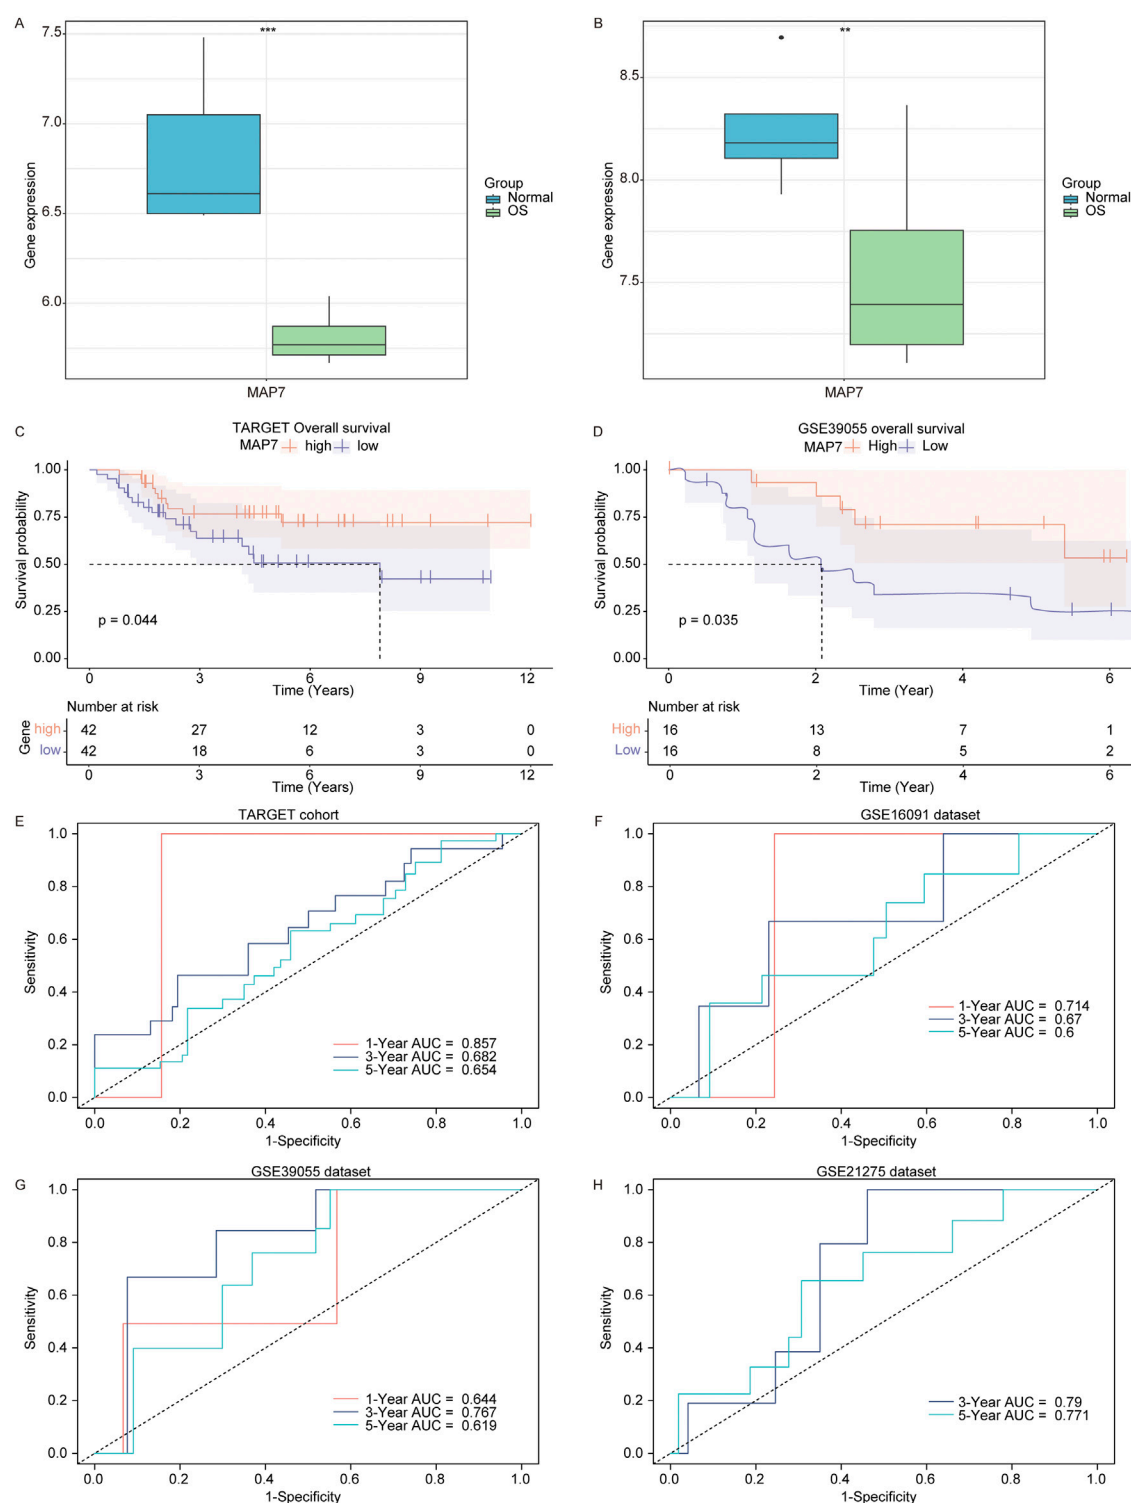 A
***
7.5
7.0
6.5
6.0
Gene expression
MAP7
Group
Normal
OS
B
**
8.5
8.0
7.5
Gene expression
MAP7
Group
Normal
OS
C
TARGET Overall survival
MAP7 high low
1.00
0.75
0.50
0.25
0.00
Survival probability
p = 0.044
0 3 6 9 12
Time (Years)
Number at risk
Gene
high 42 27 12 3 0
low 42 18 6 3 0
0 3 6 9 12
Time (Years)
D
GSE39055 overall survival
MAP7 High Low
1.00
0.75
0.50
0.25
0.00
Survival probability
p = 0.035
0 2 4 6
Time (Year)
Number at risk
High 16 13 7 1
Low 16 8 5 2
0 2 4 6
Time (Year)
E
TARGET cohort
1.0
0.8
0.6
0.4
0.2
0.0
Sensitivity
1-Year AUC = 0.857
3-Year AUC = 0.682
5-Year AUC = 0.654
0.0 0.2 0.4 0.6 0.8 1.0
1-Specificity
F
GSE16091 dataset
1.0
0.8
0.6
0.4
0.2
0.0
Sensitivity
1-Year AUC = 0.714
3-Year AUC = 0.67
5-Year AUC = 0.6
0.0 0.2 0.4 0.6 0.8 1.0
1-Specificity
G
GSE39055 dataset
1.0
0.8
0.6
0.4
0.2
0.0
Sensitivity
1-Year AUC = 0.644
3-Year AUC = 0.767
5-Year AUC = 0.619
0.0 0.2 0.4 0.6 0.8 1.0
1-Specificity
H
GSE21275 dataset
1.0
0.8
0.6
0.4
0.2
0.0
Sensitivity
3-Year AUC = 0.79
5-Year AUC = 0.771
0.0 0.2 0.4 0.6 0.8 1.0
1-Specificity